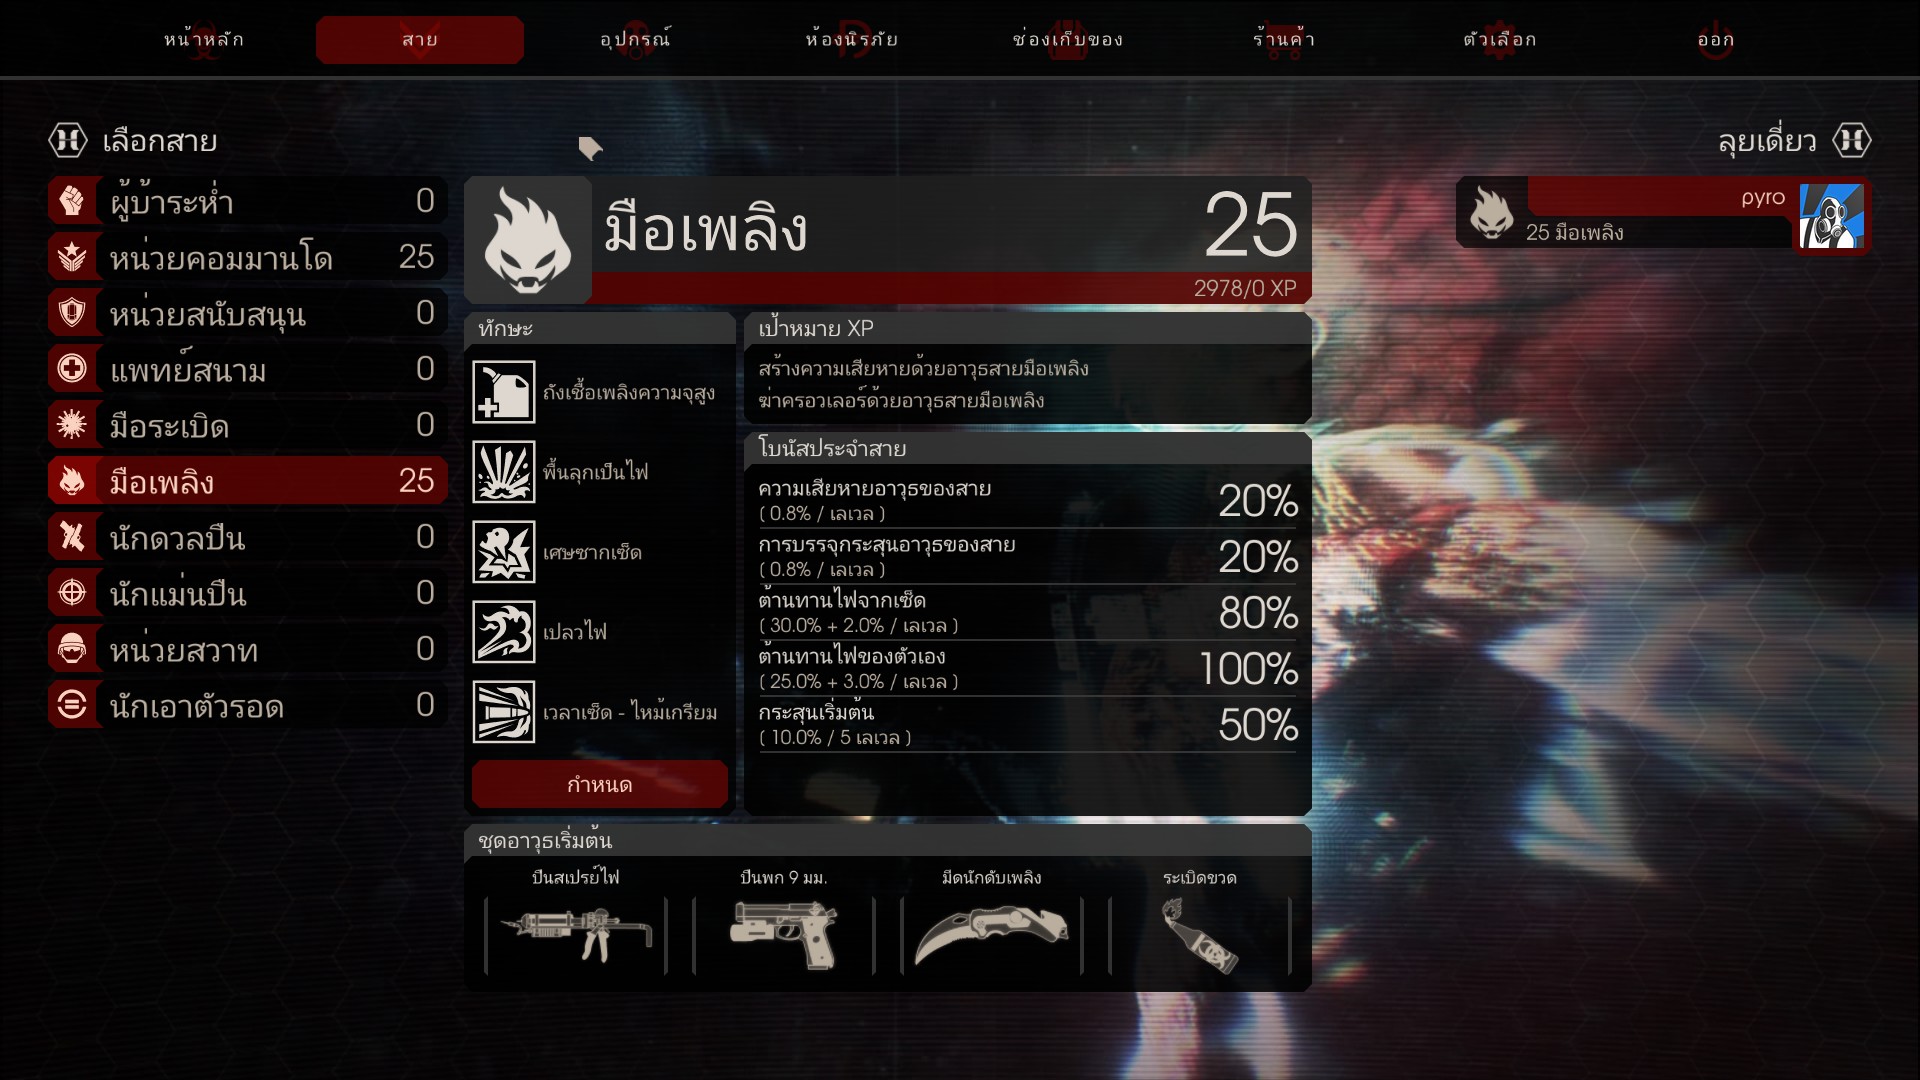 หน้าหลัก
สาย
อุปกรณ์
ห้องนิรภัย
ช่องเก็บของ
ร้านค้า
ตัวเลือก
ออก
เลือกสาย
ผู้บ้าระห่ำ 0
หน่วยคอมมานโด 25
หน่วยสนับสนุน 0
แพทย์สนาม 0
มือระเบิด 0
มือเพลิง 25
นักดวลปืน 0
นักแม่นปืน 0
หน่วยสวาท 0
นักเอาตัวรอด 0
มือเพลิง 25
2978/0 XP
ทักษะ
ถังเชื้อเพลิงความจุสูง
พื้นลุกเป็นไฟ
เศษซากเซ็ด
เปลวไฟ
เวลาเซ็ด - ไหม้เกรียม
กำหนด
เป้าหมาย XP
สร้างความเสียหายด้วยอาวุธสายมือเพลิง
ฆ่าครอวเลอร์ด้วยอาวุธสายมือเพลิง
โบนัสประจำสาย
ความเสียหายอาวุธของสาย 20%
( 0.8% / เลเวล )
การบรรจุกระสุนอาวุธของสาย 20%
( 0.8% / เลเวล )
ต้านทานไฟจากเซ็ด 80%
( 30.0% + 2.0% / เลเวล )
ต้านทานไฟของตัวเอง 100%
( 25.0% + 3.0% / เลเวล )
กระสุนเริ่มต้น 50%
( 10.0% / 5 เลเวล )
ชุดอาวุธเริ่มต้น
ปืนสเปรย์ไฟ
ปืนพก 9 มม.
มีดนักดับเพลิง
ระเบิดขวด
ลุยเดี่ยว
pyro
25 มือเพลิง